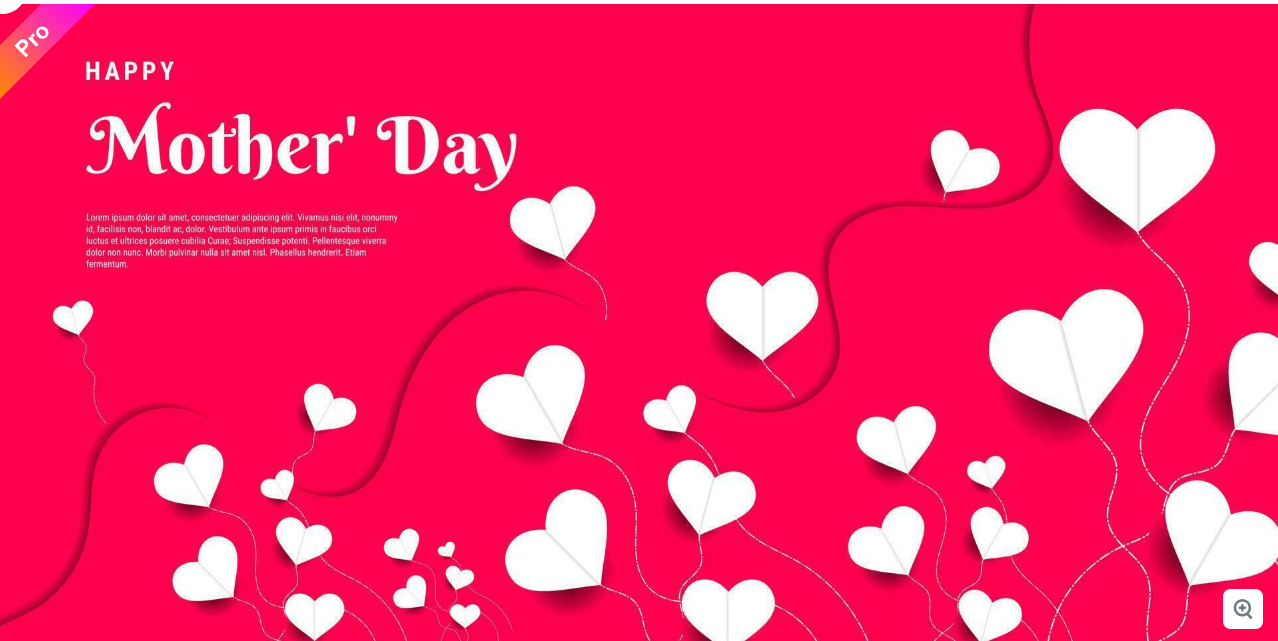 Pro
HAPPY
Mother' Day
Lorem ipsum dolor sit amet, consectetuer adipiscing elit. Vivamus nisi elit, nonummy
id, facilisis non, blandit ac, dolor. Vestibulum ante ipsum primis in faucibus orci
luctus et ultrices posuere cubilia Curae; Suspendisse potenti. Pellentesque viverra
dolor non nunc. Morbi pulvinar nulla sit amet nisl. Phasellus hendrerit. Etiam
fermentum.